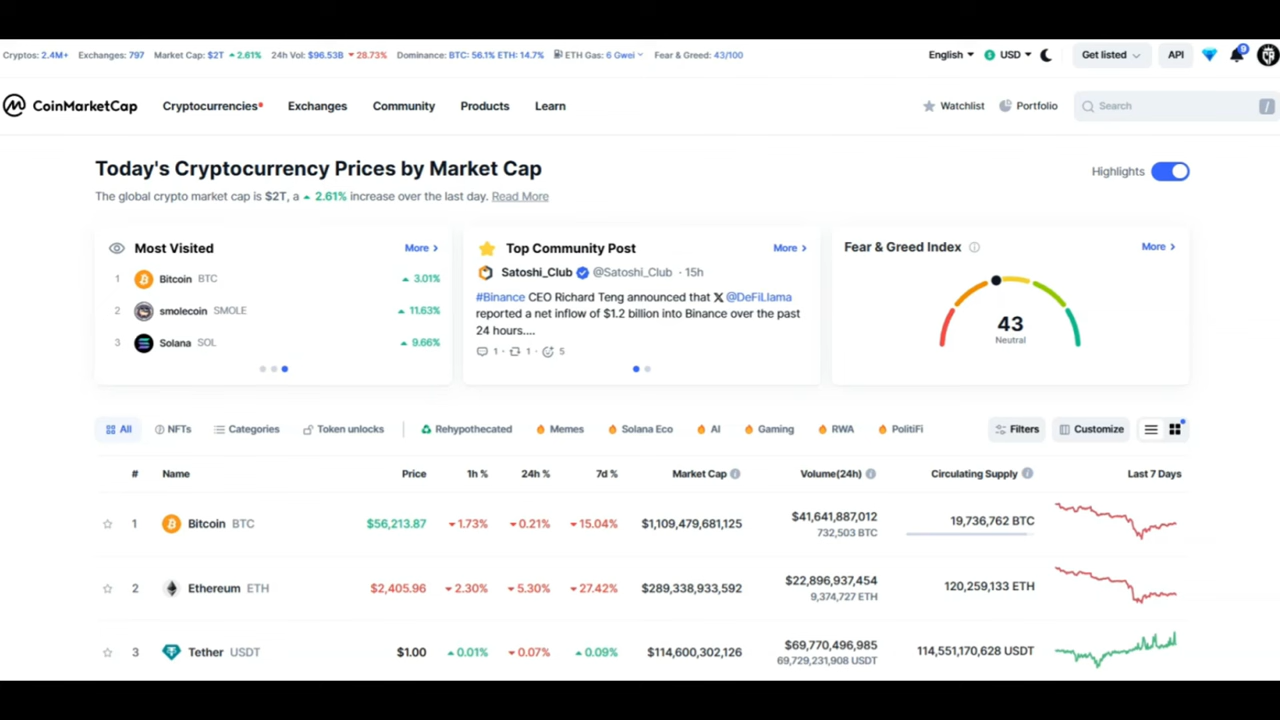 Cryptos: 2.4M+ Exchanges: 797 Market Cap: $2T 2.61% 24h Vol: $96.53B 28.73% Dominance: BTC: 56.1% ETH: 14.7% ETH Gas: 6 Gwei Fear & Greed: 43/100 English USD Get listed API 9
CoinMarketCap Cryptocurrencies Exchanges Community Products Learn Watchlist Portfolio Search /
Today's Cryptocurrency Prices by Market Cap Highlights
The global crypto market cap is $2T, a 2.61% increase over the last day. Read More
Most Visited More >
1 Bitcoin BTC 3.01%
2 smolecoin SMOLE 11.63%
3 Solana SOL 9.66%
Top Community Post More >
Satoshi_Club @Satoshi_Club · 15h
#Binance CEO Richard Teng announced that X @DeFiLlama
reported a net inflow of $1.2 billion into Binance over the past
24 hours....
1 · 1 · 5
Fear & Greed Index More >
43
Neutral
All NFTs Categories Token unlocks Rehypothecated Memes Solana Eco AI Gaming RWA PolitiFi Filters Customize
# Name Price 1h % 24h % 7d % Market Cap Volume(24h) Circulating Supply Last 7 Days
1 Bitcoin BTC $56,213.87 1.73% 0.21% 15.04% $1,109,479,681,125 $41,641,887,012 19,736,762 BTC
732,503 BTC
2 Ethereum ETH $2,405.96 2.30% 5.30% 27.42% $289,338,933,592 $22,896,937,454 120,259,133 ETH
9,374,727 ETH
3 Tether USDT $1.00 0.01% 0.07% 0.09% $114,600,302,126 $69,770,496,985 114,551,170,628 USDT
69,729,231,908 USDT